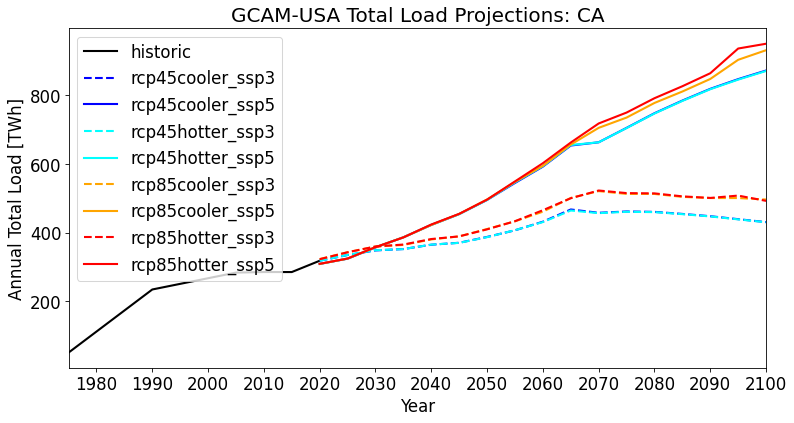 GCAM-USA Total Load Projections: CA
historic
rcp45cooler_ssp3
rcp45cooler_ssp5
rcp45hotter_ssp3
rcp45hotter_ssp5
rcp85cooler_ssp3
rcp85cooler_ssp5
rcp85hotter_ssp3
rcp85hotter_ssp5
Annual Total Load [TWh]
800
600
400
200
1980 1990 2000 2010 2020 2030 2040 2050 2060 2070 2080 2090 2100
Year